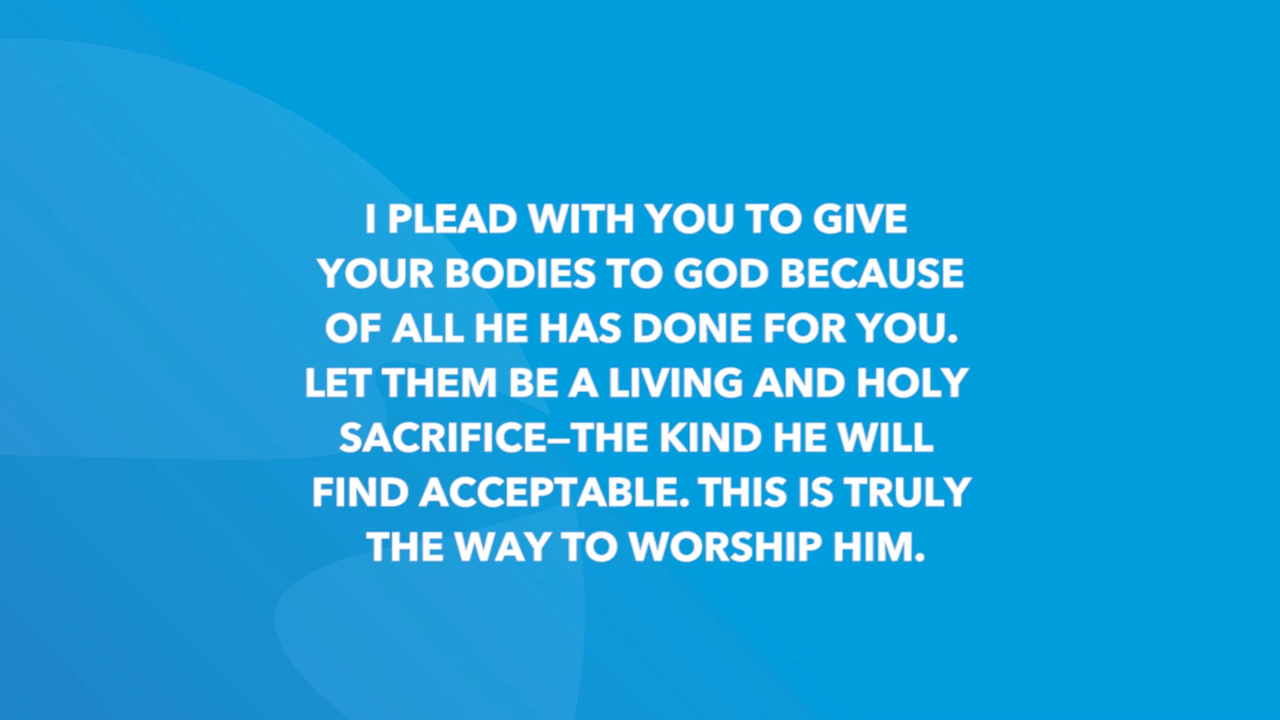 I PLEAD WITH YOU TO GIVE
YOUR BODIES TO GOD BECAUSE
OF ALL HE HAS DONE FOR YOU.
LET THEM BE A LIVING AND HOLY
SACRIFICE–THE KIND HE WILL
FIND ACCEPTABLE. THIS IS TRULY
THE WAY TO WORSHIP HIM.